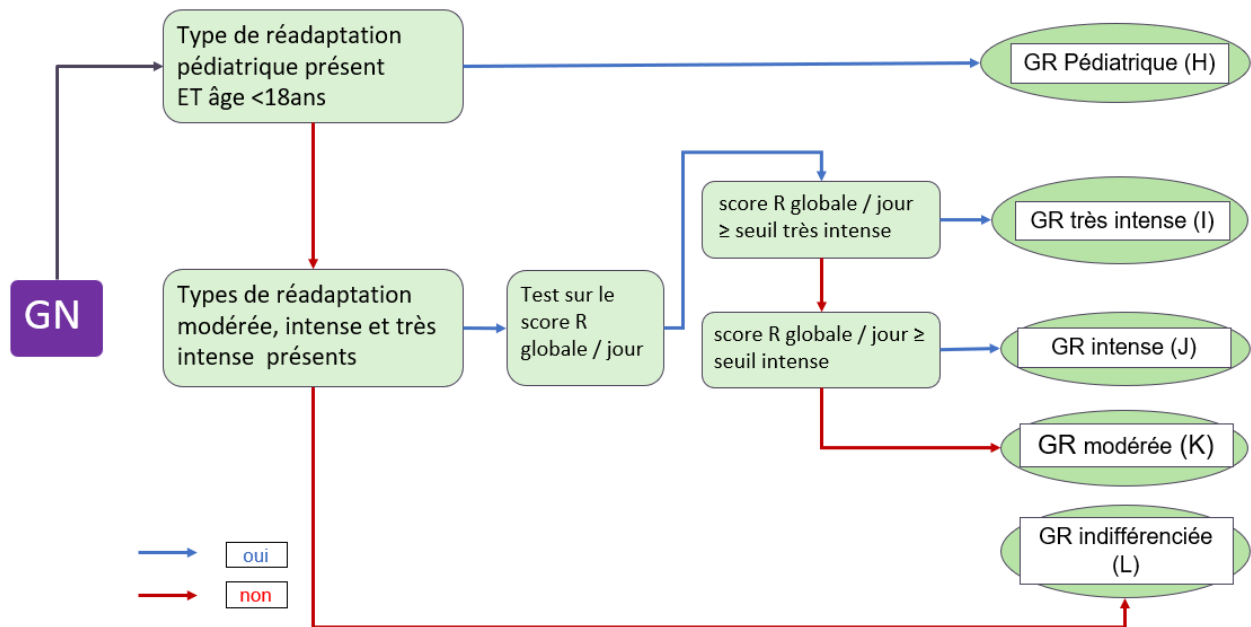 Type de réadaptation
pédiatrique présent
ET âge <18ans
GR Pédiatrique (H)
score R globale / jour
≥ seuil très intense
GR très intense (I)
GN
Types de réadaptation
modérée, intense et très
intense présents
Test sur le
score R
globale / jour
score R globale / jour ≥
seuil intense
GR intense (J)
GR modérée (K)
GR indifférenciée
(L)
oui
non